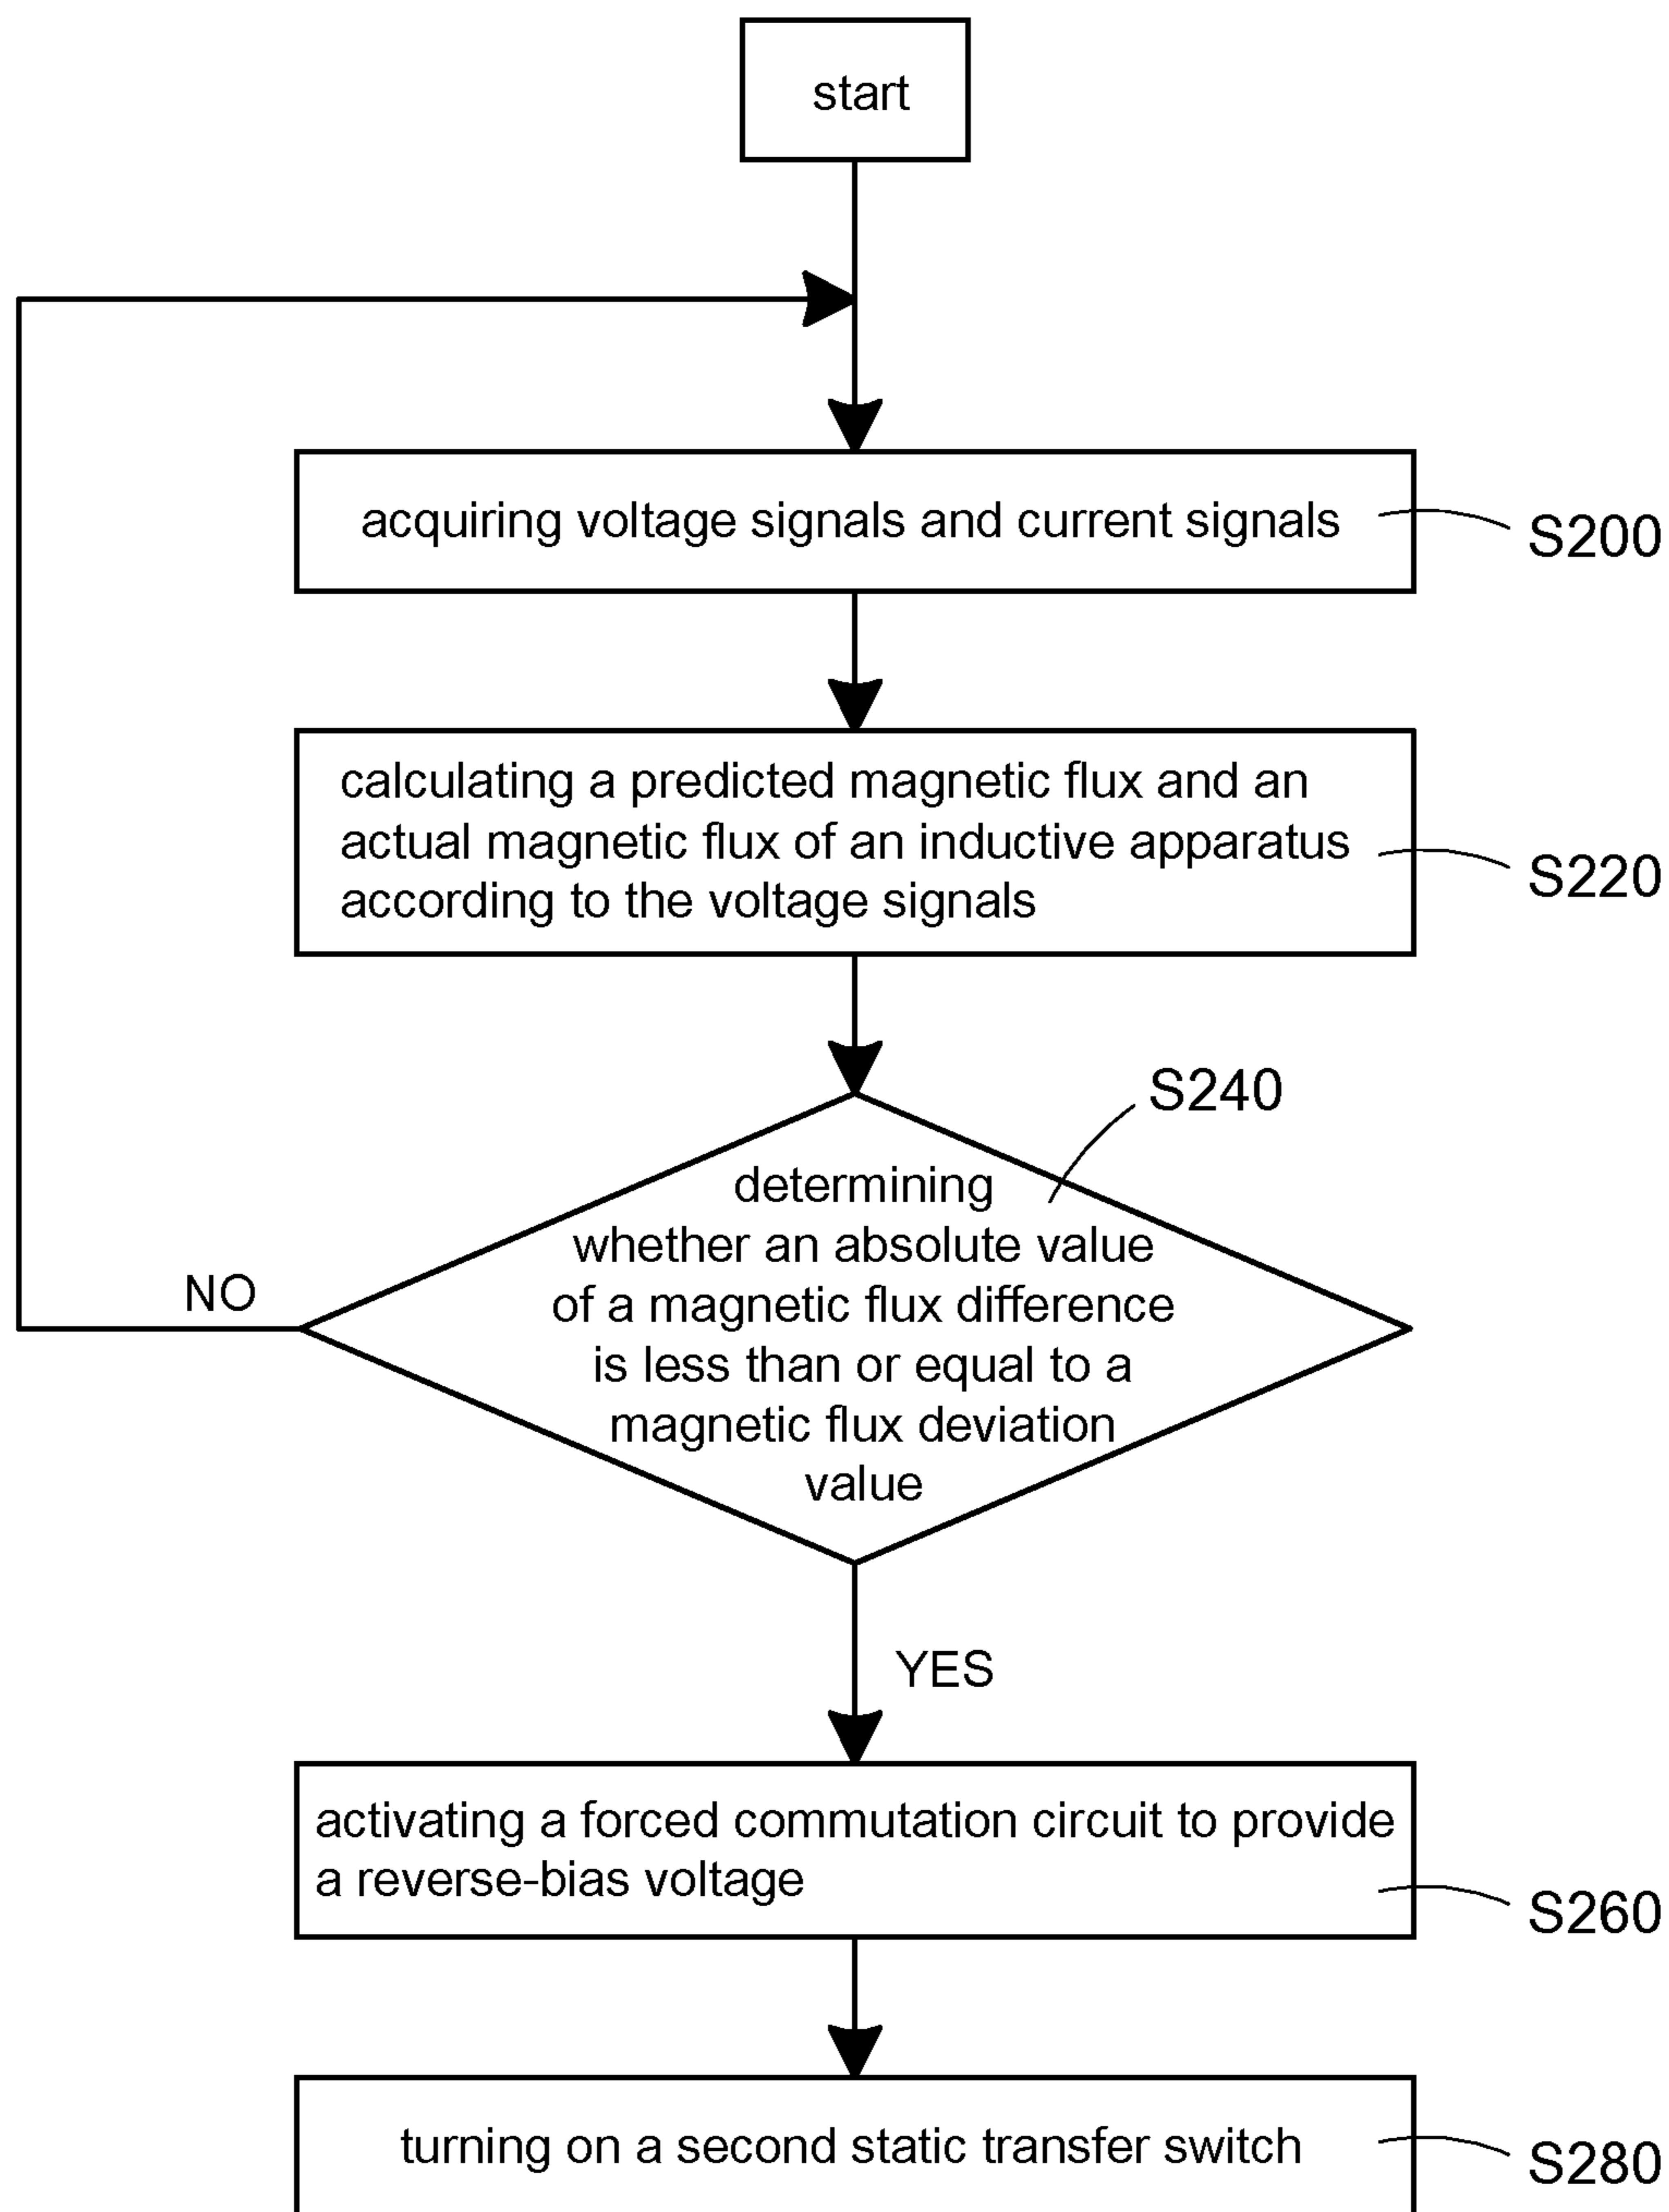 start
acquiring voltage signals and current signals
S200
calculating a predicted magnetic flux and an
actual magnetic flux of an inductive apparatus
according to the voltage signals
S220
S240
determining
whether an absolute value
of a magnetic flux difference
is less than or equal to a
magnetic flux deviation
value
NO
YES
activating a forced commutation circuit to provide
a reverse-bias voltage
S260
turning on a second static transfer switch
S280